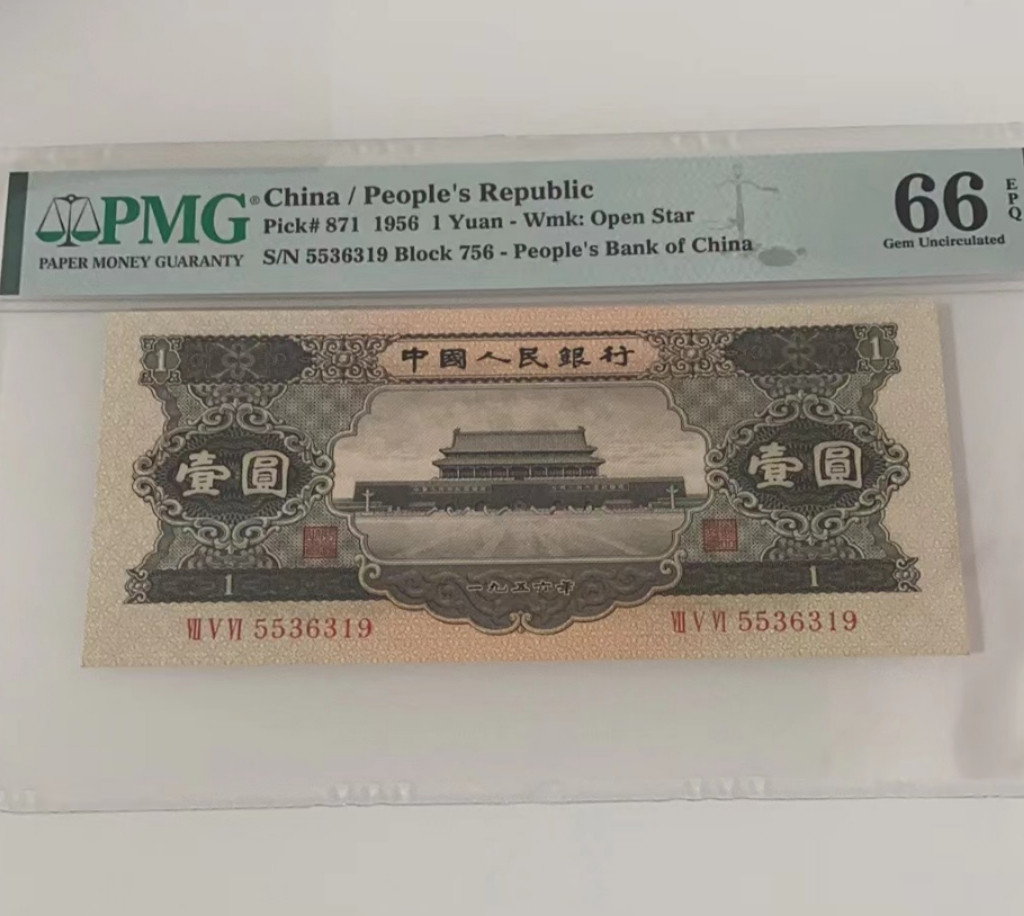 PMG® China / People's Republic
PAPER MONEY GUARANTY
Pick# 871 1956 1 Yuan - Wmk: Open Star
S/N 5536319 Block 756 - People's Bank of China
66 EPQ
Gem Uncirculated
1 中國人民銀行 1
壹圓 壹圓
1 1
一九五六年
Ⅶ Ⅴ Ⅵ 5536319 Ⅶ Ⅴ Ⅵ 5536319